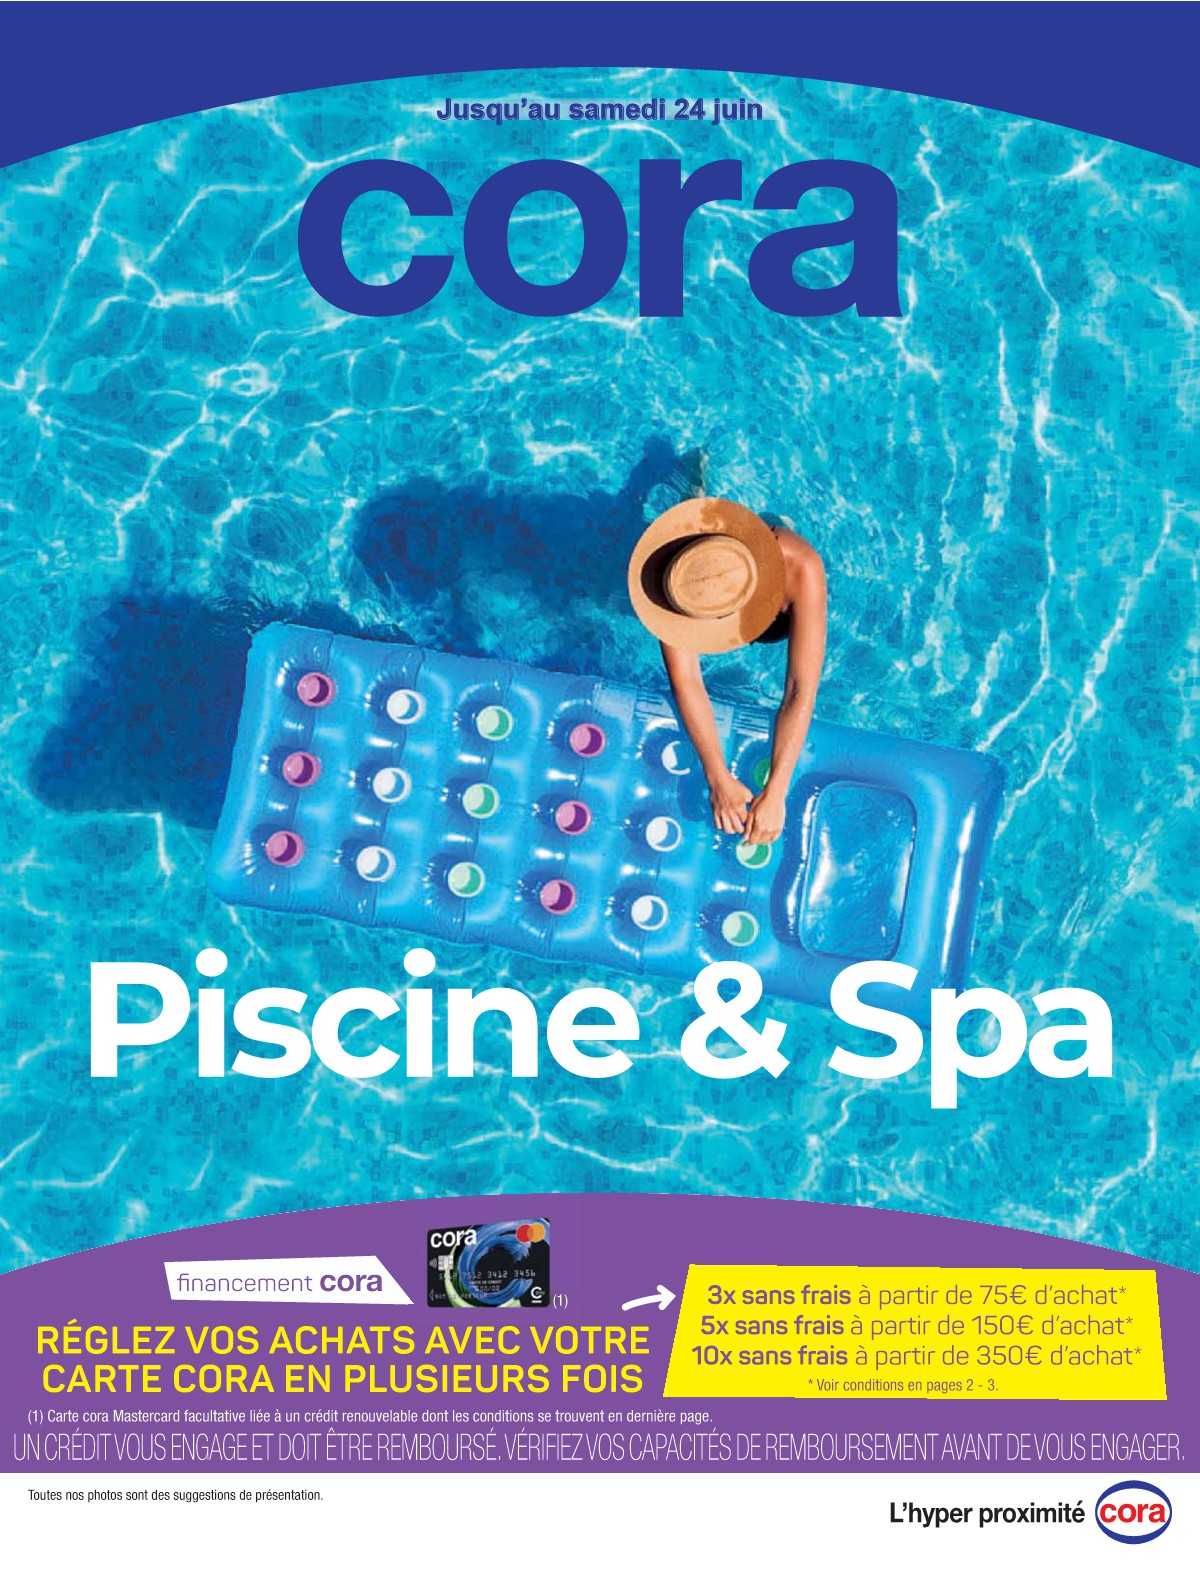 Jusqu'au samedi 24 juin
cora
Piscine & Spa
cora
financement cora
(1)
RÉGLEZ VOS ACHATS AVEC VOTRE
CARTE CORA EN PLUSIEURS FOIS
3x sans frais à partir de 75€ d'achat*
5x sans frais à partir de 150€ d'achat*
10x sans frais à partir de 350€ d'achat*
* Voir conditions en pages 2 - 3.
(1) Carte cora Mastercard facultative liée à un crédit renouvelable dont les conditions se trouvent en dernière page.
UN CRÉDIT VOUS ENGAGE ET DOIT ÊTRE REMBOURSÉ. VÉRIFIEZ VOS CAPACITÉS DE REMBOURSEMENT AVANT DE VOUS ENGAGER.
Toutes nos photos sont des suggestions de présentation.
L'hyper proximité cora